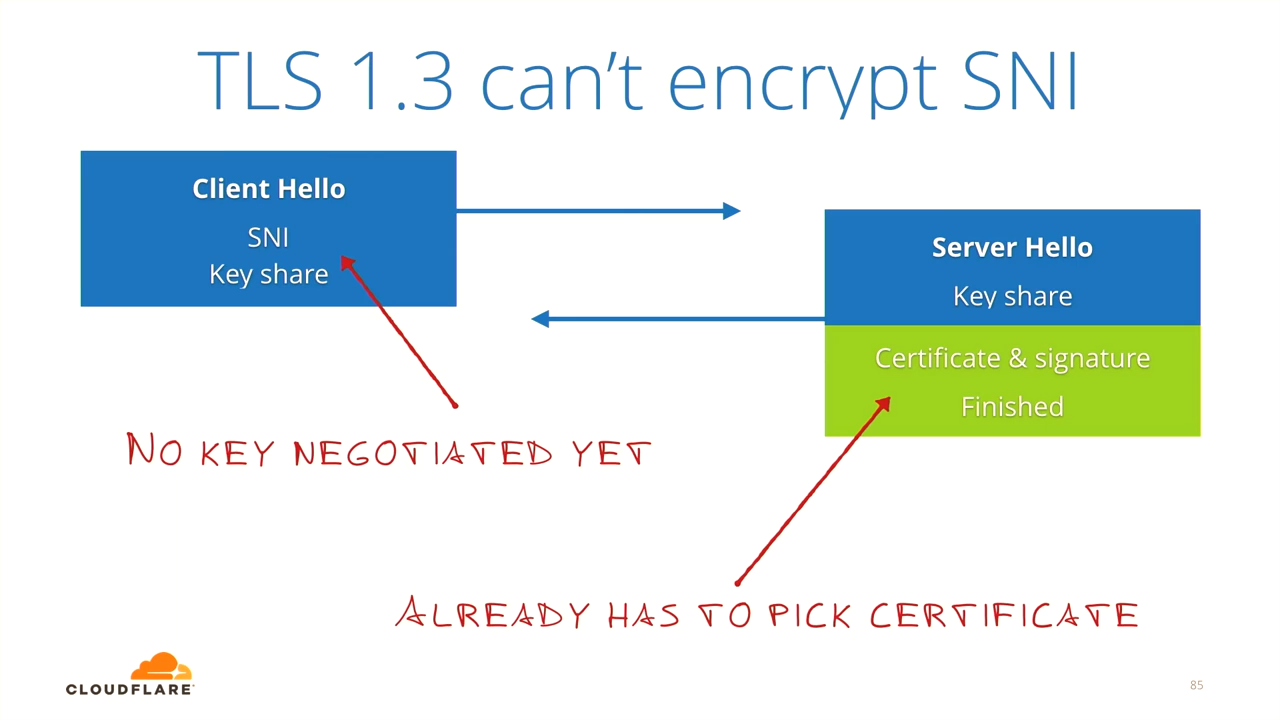 TLS 1.3 can't encrypt SNI
Client Hello
SNI
Key share
Server Hello
Key share
Certificate & signature
Finished
NO KEY NEGOTIATED YET
ALREADY HAS TO PICK CERTIFICATE
CLOUDFLARE
85